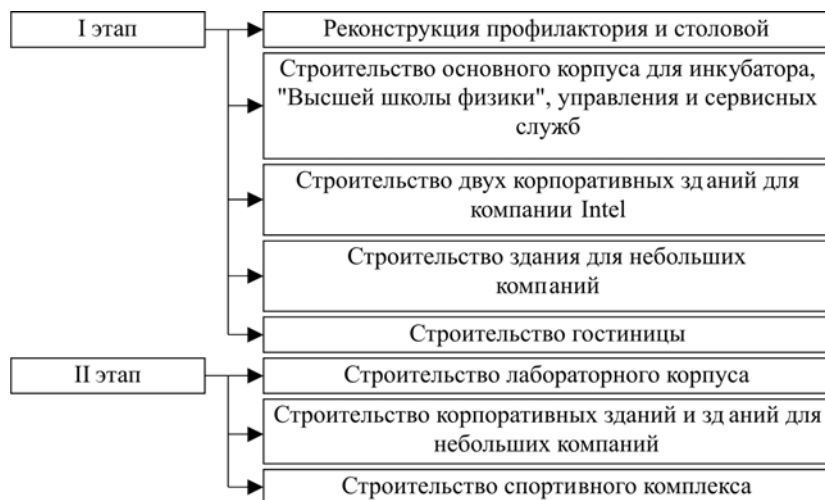 I этап
Реконструкция профилактория и столовой
Строительство основного корпуса для инкубатора,
"Высшей школы физики", управления и сервисных
служб
Строительство двух корпоративных зд аний для
компании Intel
Строительство здания для небольших
компаний
Строительство гостиницы
II этап
Строительство лабораторного корпуса
Строительство корпоративных зданий и зд аний для
небольших компаний
Строительство спортивного комплекса